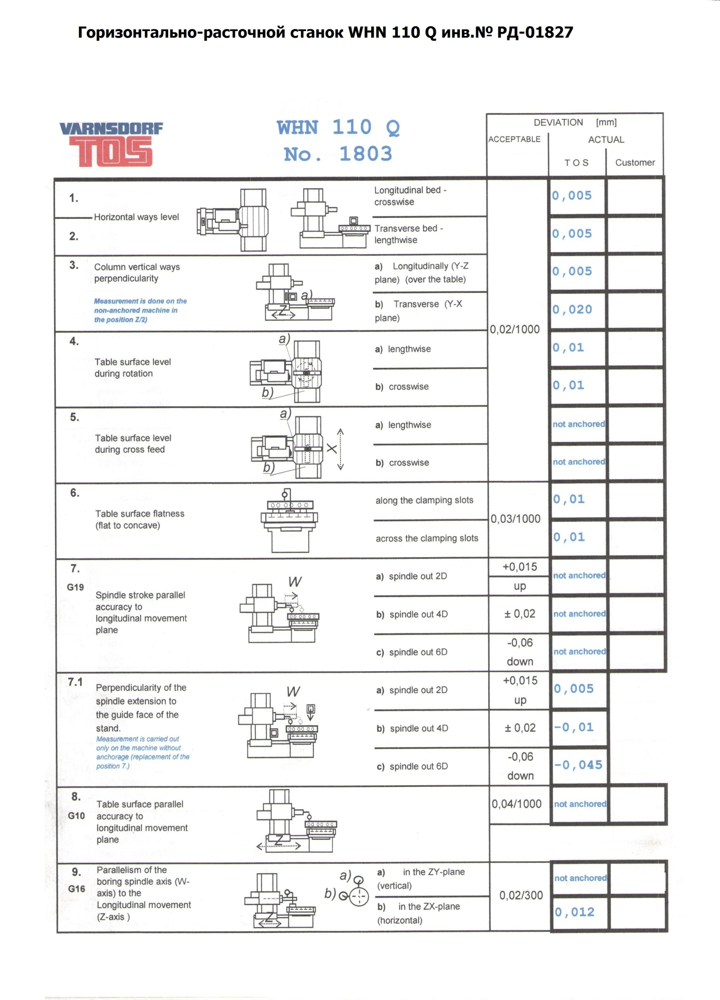 Горизонтально-расточной станок WHN 110 Q инв.№ РД-01827
VARNSDORF
TOS
WHN 110 Q
No. 1803
DEVIATION [mm]
ACCEPTABLE
ACTUAL
T O S
Customer
1.
Horizontal ways level
2.
Longitudinal bed -
crosswise
0,005
Transverse bed -
lengthwise
0,005
3.
Column vertical ways
perpendicularity
Measurement is done on the
non-anchored machine in
the position Z/2)
a)
Z
a) Longitudinally (Y-Z
plane) (over the table)
0,005
b) Transverse (Y-X
plane)
0,020
0,02/1000
4.
Table surface level
during rotation
a)
b)
a) lengthwise
0,01
b) crosswise
0,01
5.
Table surface level
during cross feed
a)
b)
X
a) lengthwise
not anchored
b) crosswise
not anchored
6.
Table surface flatness
(flat to concave)
along the clamping slots
0,01
0,03/1000
across the clamping slots
0,01
7.
G19
Spindle stroke parallel
accuracy to
longitudinal movement
plane
W
a) spindle out 2D
+0,015
up
not anchored
b) spindle out 4D
± 0,02
not anchored
c) spindle out 6D
-0,06
down
not anchored
7.1
Perpendicularity of the
spindle extension to
the guide face of the
stand.
Measurement is carried out
only on the machine without
anchorage (replacement of the
position 7.)
W
a) spindle out 2D
+0,015
up
0,005
b) spindle out 4D
± 0,02
-0,01
c) spindle out 6D
-0,06
down
-0,045
8.
G10
Table surface parallel
accuracy to
longitudinal movement
plane
Z
0,04/1000
not anchored
9.
G16
Parallelism of the
boring spindle axis (W-
axis) to the
Longitudinal movement
(Z-axis )
Z
a)
b)
a) in the ZY-plane
(vertical)
not anchored
0,02/300
b) in the ZX-plane
(horizontal)
0,012